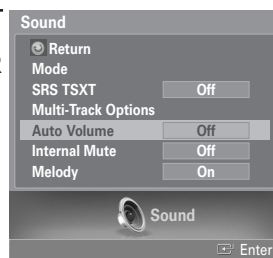 Sound
Return
Mode
SRS TSXT Off
Multi-Track Options
Auto Volume Off
Internal Mute Off
Melody On
Sound
Enter